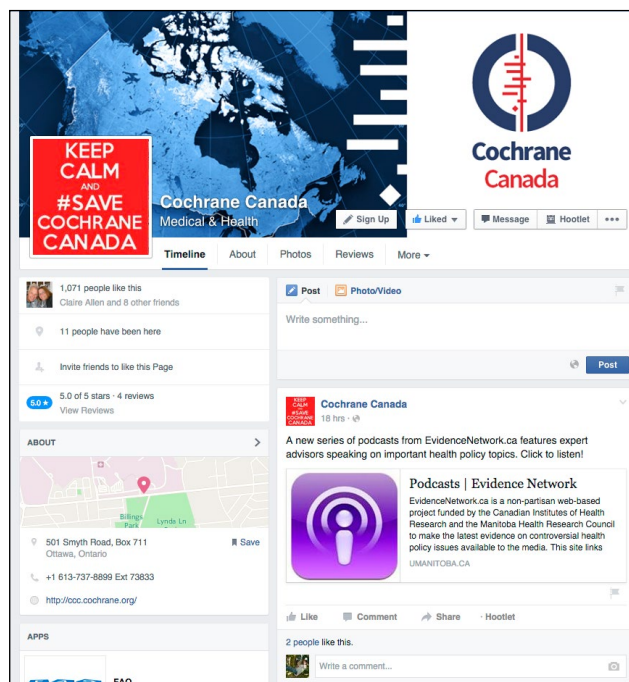 Cochrane
Canada
KEEP
CALM
AND
#SAVE
COCHRANE
CANADA
Cochrane Canada
Medical & Health
Sign Up
Liked
Message
Hootlet
Timeline
About
Photos
Reviews
More
1,071 people like this
Claire Allen and 8 other friends
11 people have been here
Invite friends to like this Page
5.0 ★
5.0 of 5 stars · 4 reviews
View Reviews
ABOUT
Billings
Park
Lynda Ln
501 Smyth Road, Box 711
Ottawa, Ontario
Save
+1 613-737-8899 Ext 73833
http://ccc.cochrane.org/
APPS
FAQ
Post
Photo/Video
Write something...
Post
KEEP
CALM
AND
#SAVE
COCHRANE
CANADA
Cochrane Canada
18 hrs ·
A new series of podcasts from EvidenceNetwork.ca features expert
advisors speaking on important health policy topics. Click to listen!
Podcasts | Evidence Network
EvidenceNetwork.ca is a non-partisan web-based
project funded by the Canadian Institutes of Health
Research and the Manitoba Health Research Council
to make the latest evidence on controversial health
policy issues available to the media. This site links
UMANITOBA.CA
Like
Comment
Share
· Hootlet
2 people like this.
Write a comment...